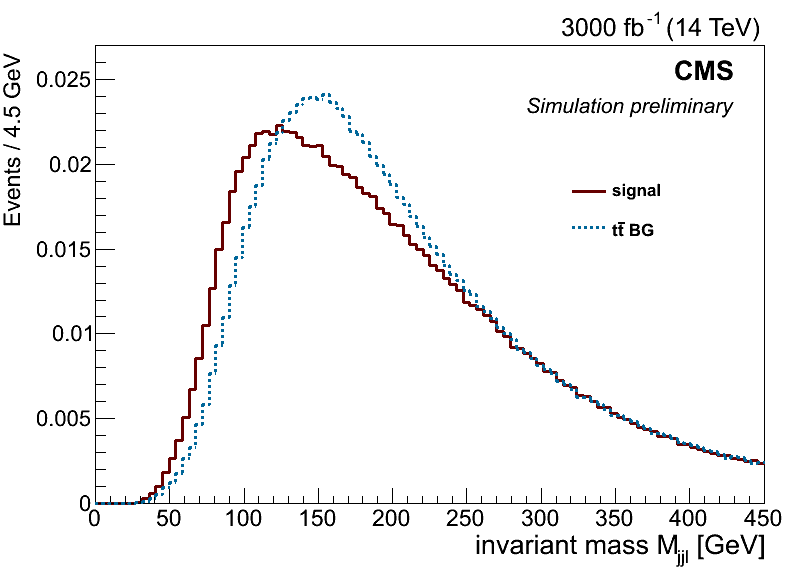 3000 fb⁻¹ (14 TeV)
CMS
Simulation preliminary
signal
tt̄ BG
Events / 4.5 GeV
0.025
0.02
0.015
0.01
0.005
0
0 50 100 150 200 250 300 350 400 450
invariant mass M_jjl [GeV]